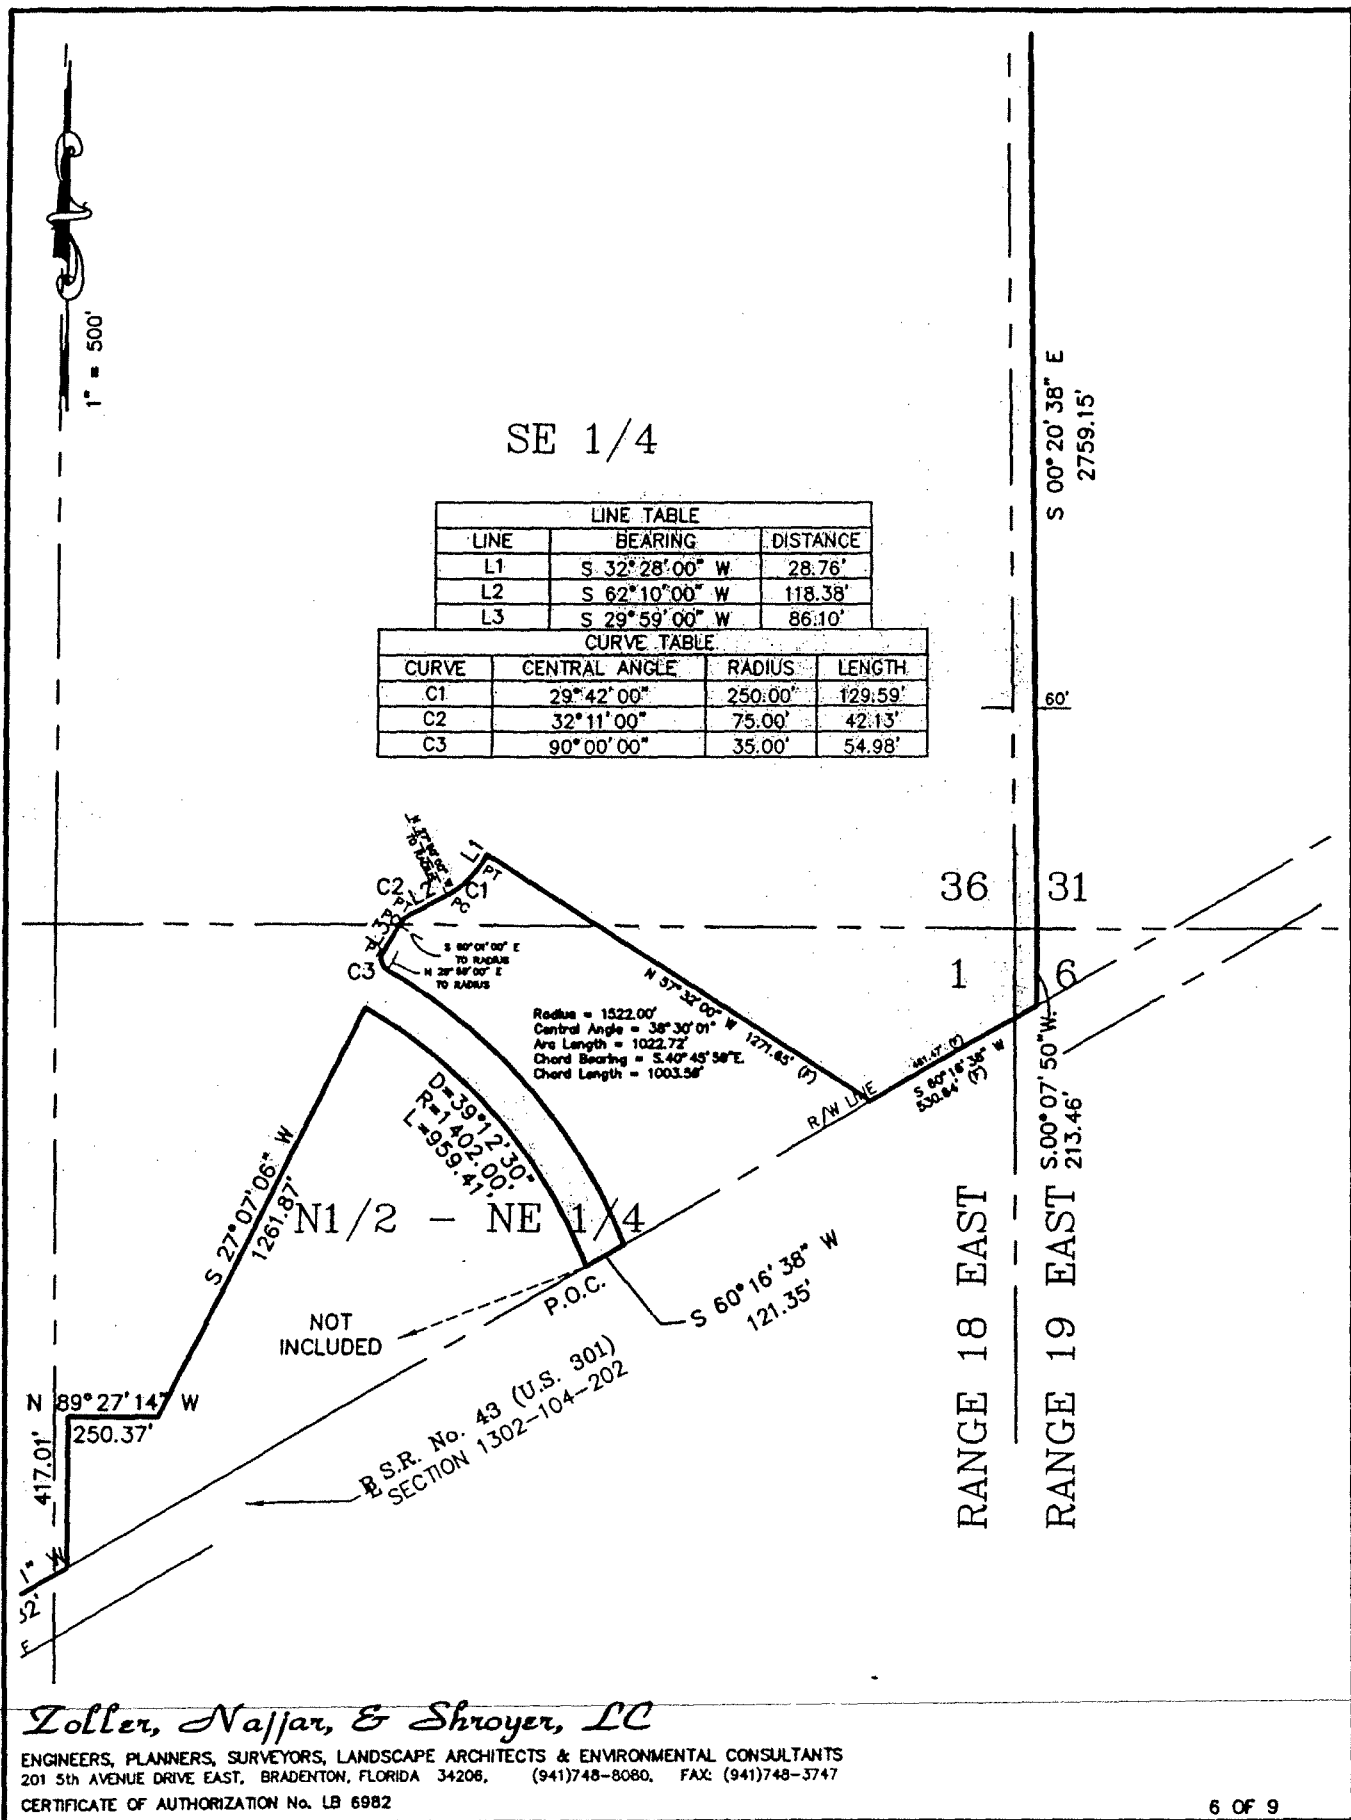 1" = 500'
S 00° 20' 38" E
2759.15'
SE 1/4
LINE TABLE
LINE BEARING DISTANCE
L1 S 32° 28' 00" W 28.76'
L2 S 62° 10' 00" W 118.38'
L3 S 29° 59' 00" W 86.10'
CURVE TABLE
CURVE CENTRAL ANGLE RADIUS LENGTH
C1 29° 42' 00" 250.00' 129.59'
C2 32° 11' 00" 75.00' 42.13'
C3 90° 00' 00" 35.00' 54.98'
60'
TO RADIUS
L1
PT
C2
L2
C1
PC
L3
C3
S 60° 01' 00" E
TO RADIUS
TO RADIUS
36 31
1 6
N 57° 32' 00" W 1271.65' (F)
Radius = 1522.00'
Central Angle = 38° 30' 01"
Arc Length = 1022.72'
Chord Bearing = S.40° 45' 58"E.
Chord Length = 1003.58'
S 60° 16' 38" W
530.64' (F)
R/W LINE
S.00° 07' 50" W.
213.46'
D=39°12'30"
R=1402.00'
L=959.41'
S 27° 07' 06" W
1261.87'
N1/2 - NE 1/4
P.O.C.
S 60° 16' 38" W
121.35'
NOT
INCLUDED
S.R. No. 43 (U.S. 301)
SECTION 1302-104-202
RANGE 18 EAST
RANGE 19 EAST
N 89° 27' 14" W
250.37'
417.01'
1" W
52'
E
Zoller, Najjar, & Shroyer, LC
ENGINEERS, PLANNERS, SURVEYORS, LANDSCAPE ARCHITECTS & ENVIRONMENTAL CONSULTANTS
201 5th AVENUE DRIVE EAST, BRADENTON, FLORIDA 34206, (941)748-8080, FAX: (941)748-3747
CERTIFICATE OF AUTHORIZATION No. LB 6982
6 OF 9